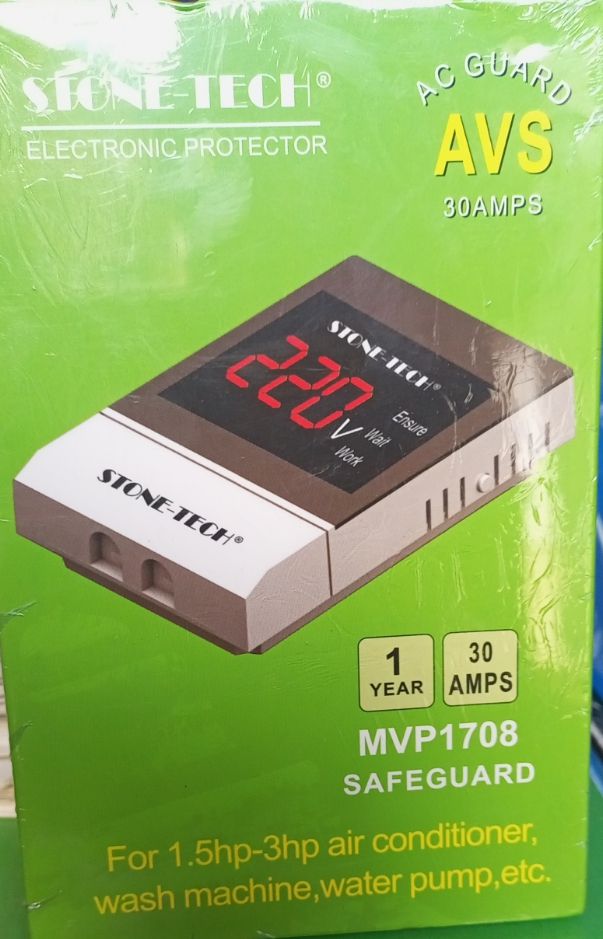 STONE-TECH®
ELECTRONIC PROTECTOR
AC GUARD
AVS
30AMPS
STONE-TECH®
220V
Ensure
Wait
Work
STONE-TECH®
1
YEAR
30
AMPS
MVP1708
SAFEGUARD
For 1.5hp-3hp air conditioner,
wash machine,water pump,etc.